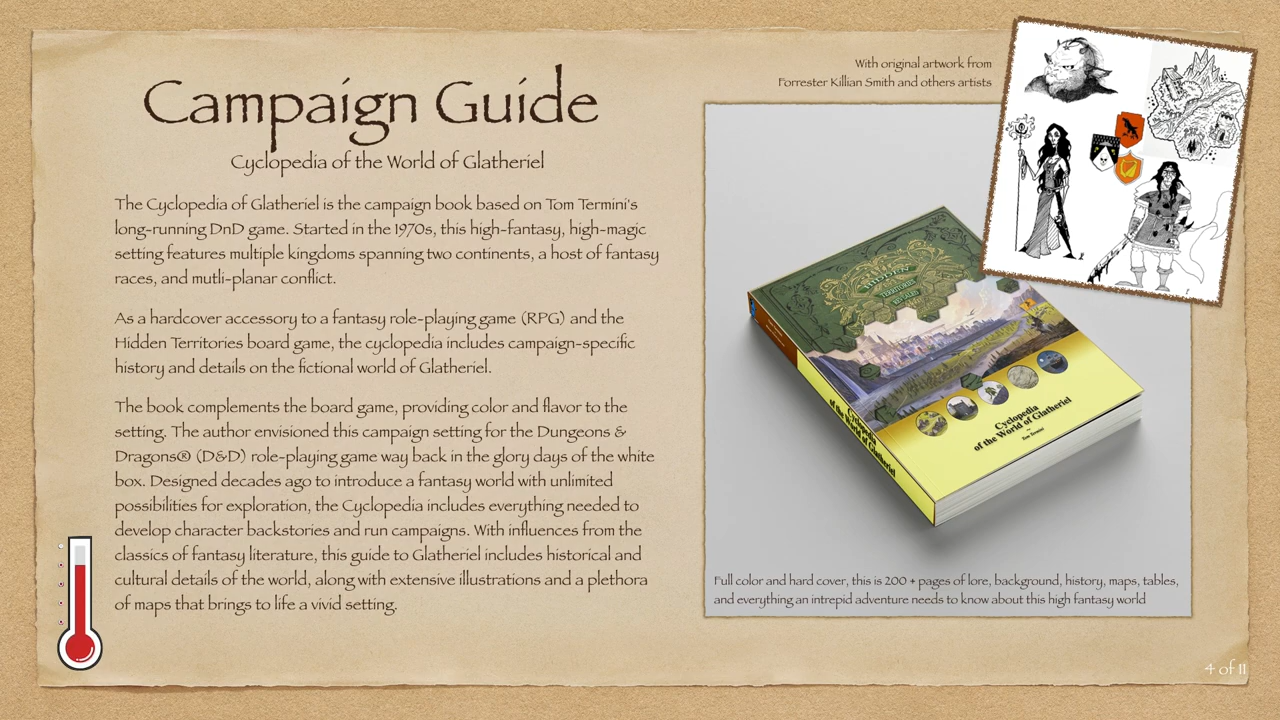 Campaign Guide
Cyclopedia of the World of Glatheriel
The Cyclopedia of Glatheriel is the campaign book based on Tom Termini's
long-running DnD game. Started in the 1970s, this high-fantasy, high-magic
setting features multiple kingdoms spanning two continents, a host of fantasy
races, and mutli-planar conflict.
As a hardcover accessory to a fantasy role-playing game (RPG) and the
Hidden Territories board game, the cyclopedia includes campaign-specific
history and details on the fictional world of Glatheriel.
The book complements the board game, providing color and flavor to the
setting. The author envisioned this campaign setting for the Dungeons &
Dragons® (D&D) role-playing game way back in the glory days of the white
box. Designed decades ago to introduce a fantasy world with unlimited
possibilities for exploration, the Cyclopedia includes everything needed to
develop character backstories and run campaigns. With influences from the
classics of fantasy literature, this guide to Glatheriel includes historical and
cultural details of the world, along with extensive illustrations and a plethora
of maps that brings to life a vivid setting.
With original artwork from
Forrester Killian Smith and others artists
HIDDEN
TERRITORIES
Cyclopedia
of the World of Glatheriel
Tom Termini
Cyclopedia
of the World of Glatheriel
Full color and hard cover, this is 200 + pages of lore, background, history, maps, tables,
and everything an intrepid adventure needs to know about this high fantasy world
4 of 11